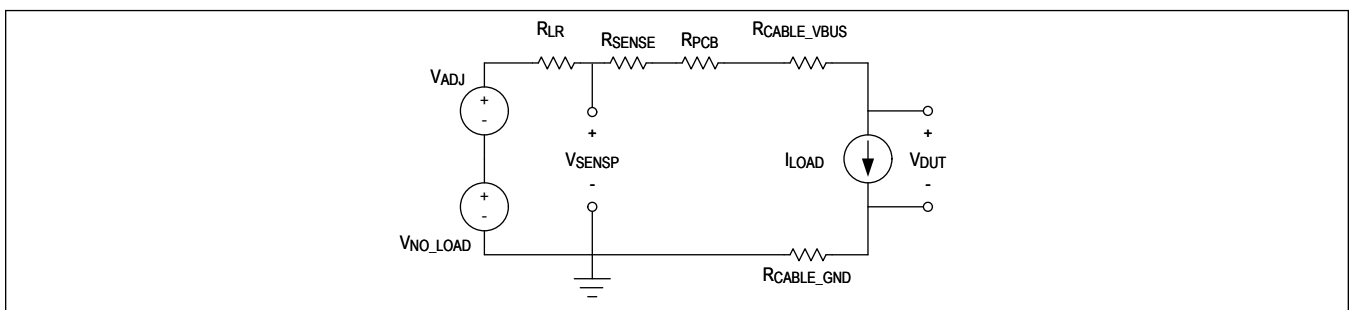 RLR
RSENSE
RPCB
RCABLE_VBUS
VADJ
+
-
+
VSENSP
-
ILOAD
+
VDUT
-
+
-
VNO_LOAD
RCABLE_GND